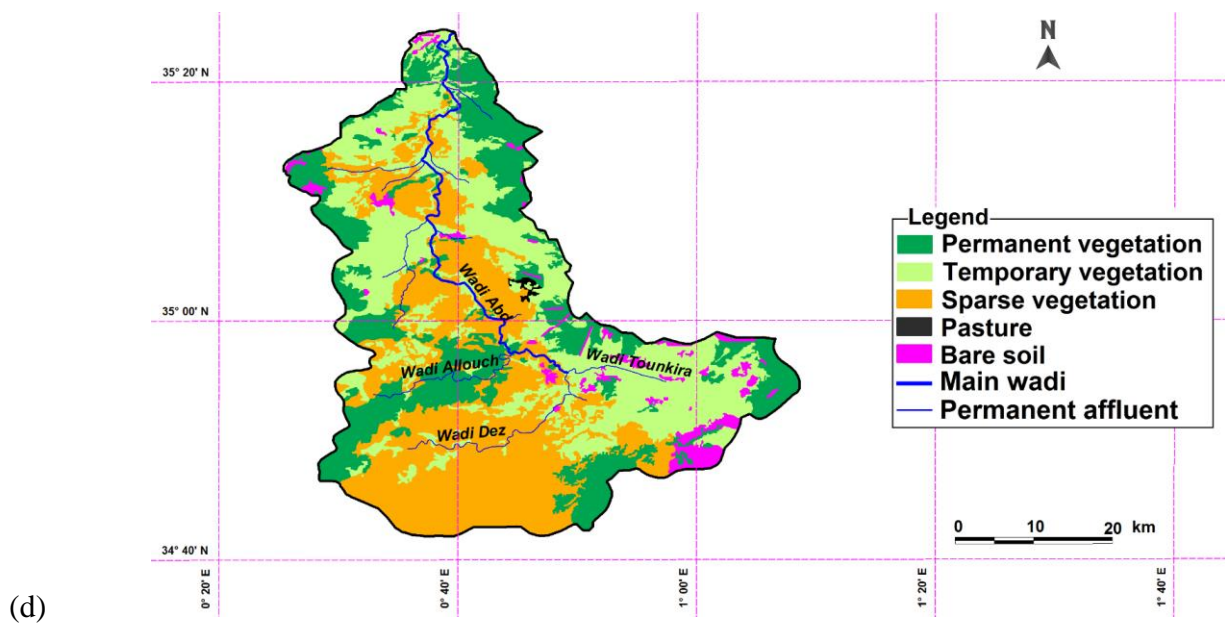 N
35° 20' N
Legend
Permanent vegetation
Temporary vegetation
Sparse vegetation
Pasture
Bare soil
Main wadi
Permanent affluent
Wadi Abd
35° 00' N
Wadi Allouch
Wadi Tounkira
Wadi Dez
0 10 20 km
34° 40' N
0° 20' E
0° 40' E
1° 00' E
1° 20' E
1° 40' E
(d)